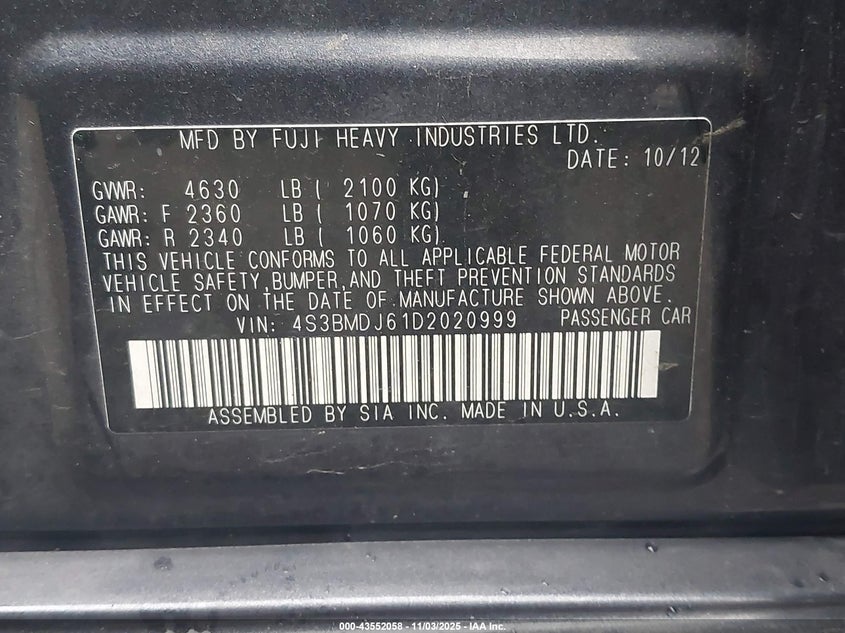 MFD BY FUJI HEAVY INDUSTRIES LTD.
DATE: 10/12
GVWR: 4630 LB ( 2100 KG)
GAWR: F 2360 LB ( 1070 KG)
GAWR: R 2340 LB ( 1060 KG)
THIS VEHICLE CONFORMS TO ALL APPLICABLE FEDERAL MOTOR
VEHICLE SAFETY,BUMPER,AND THEFT PREVENTION STANDARDS
IN EFFECT ON THE DATE OF MANUFACTURE SHOWN ABOVE.
VIN: 4S3BMDJ61D2020999 PASSENGER CAR
ASSEMBLED BY SIA INC. MADE IN U.S.A.
000-43552058 - 11/03/2025 - IAA Inc.